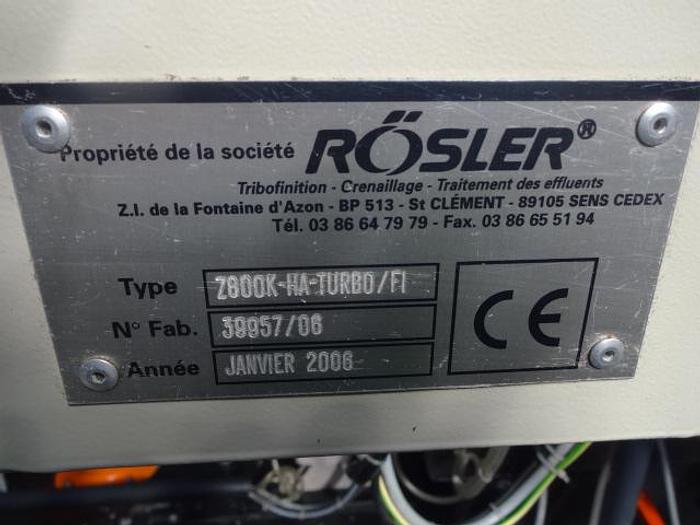 Propriété de la société RÖSLER®
Tribofinition - Grenaillage - Traitement des effluents
Z.I. de la Fontaine d'Azon - BP 513 - St CLÉMENT - 89105 SENS CEDEX
Tél. 03 86 64 79 79 - Fax. 03 86 65 51 94
Type Z800K-HA-TURBO/FI
N° Fab. 39957/06
Année JANVIER 2006
CE